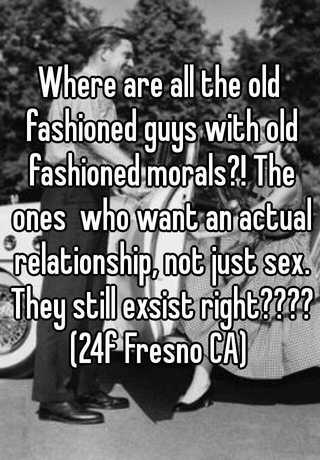 Where are all the old
fashioned guys with old
fashioned morals?! The
ones who want an actual
relationship, not just sex.
They still exsist right????
(24f Fresno CA)